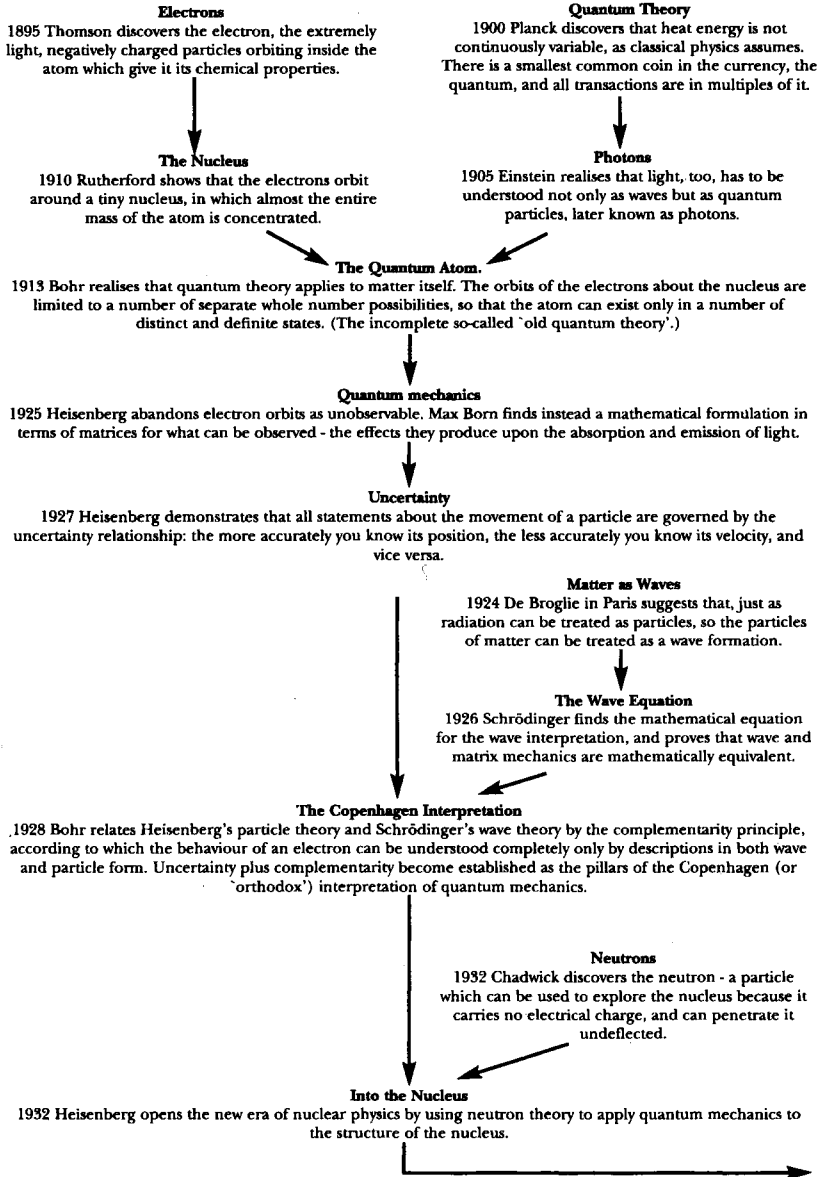 Electrons
1895 Thomson discovers the electron, the extremely
light, negatively charged particles orbiting inside the
atom which give it its chemical properties.
Quantum Theory
1900 Planck discovers that heat energy is not
continuously variable, as classical physics assumes.
There is a smallest common coin in the currency, the
quantum, and all transactions are in multiples of it.
The Nucleus
1910 Rutherford shows that the electrons orbit
around a tiny nucleus, in which almost the entire
mass of the atom is concentrated.
Photons
1905 Einstein realises that light, too, has to be
understood not only as waves but as quantum
particles, later known as photons.
The Quantum Atom.
1913 Bohr realises that quantum theory applies to matter itself. The orbits of the electrons about the nucleus are
limited to a number of separate whole number possibilities, so that the atom can exist only in a number of
distinct and definite states. (The incomplete so-called `old quantum theory'.)
Quantum mechanics
1925 Heisenberg abandons electron orbits as unobservable. Max Born finds instead a mathematical formulation in
terms of matrices for what can be observed - the effects they produce upon the absorption and emission of light.
Uncertainty
1927 Heisenberg demonstrates that all statements about the movement of a particle are governed by the
uncertainty relationship: the more accurately you know its position, the less accurately you know its velocity, and
vice versa.
Matter as Waves
1924 De Broglie in Paris suggests that, just as
radiation can be treated as particles, so the particles
of matter can be treated as a wave formation.
The Wave Equation
1926 Schrödinger finds the mathematical equation
for the wave interpretation, and proves that wave and
matrix mechanics are mathematically equivalent.
The Copenhagen Interpretation
1928 Bohr relates Heisenberg's particle theory and Schrödinger's wave theory by the complementarity principle,
according to which the behaviour of an electron can be understood completely only by descriptions in both wave
and particle form. Uncertainty plus complementarity become established as the pillars of the Copenhagen (or
`orthodox') interpretation of quantum mechanics.
Neutrons
1932 Chadwick discovers the neutron - a particle
which can be used to explore the nucleus because it
carries no electrical charge, and can penetrate it
undeflected.
Into the Nucleus
1932 Heisenberg opens the new era of nuclear physics by using neutron theory to apply quantum mechanics to
the structure of the nucleus.